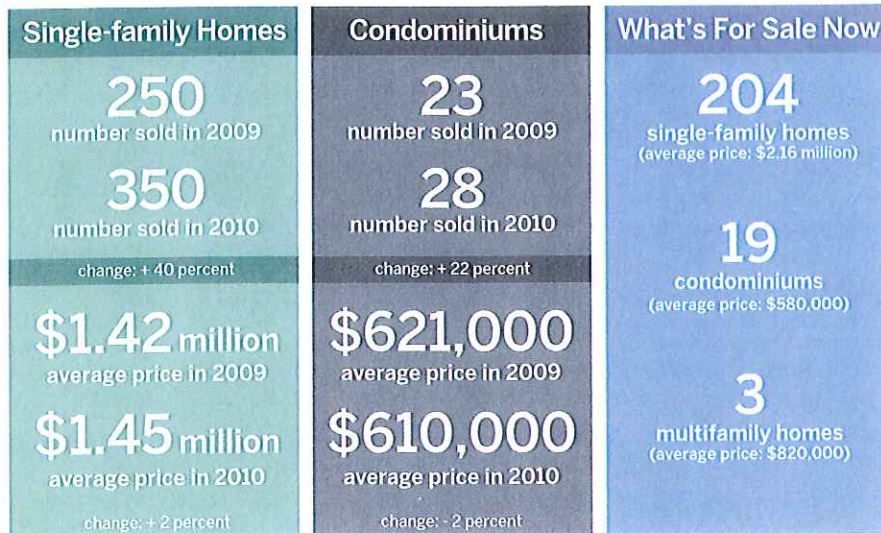 Single-family Homes
250
number sold in 2009
350
number sold in 2010
change: + 40 percent
$1.42 million
average price in 2009
$1.45 million
average price in 2010
change: + 2 percent
Condominiums
23
number sold in 2009
28
number sold in 2010
change: + 22 percent
$621,000
average price in 2009
$610,000
average price in 2010
change: - 2 percent
What's For Sale Now
204
single-family homes
(average price: $2.16 million)
19
condominiums
(average price: $580,000)
3
multifamily homes
(average price: $820,000)